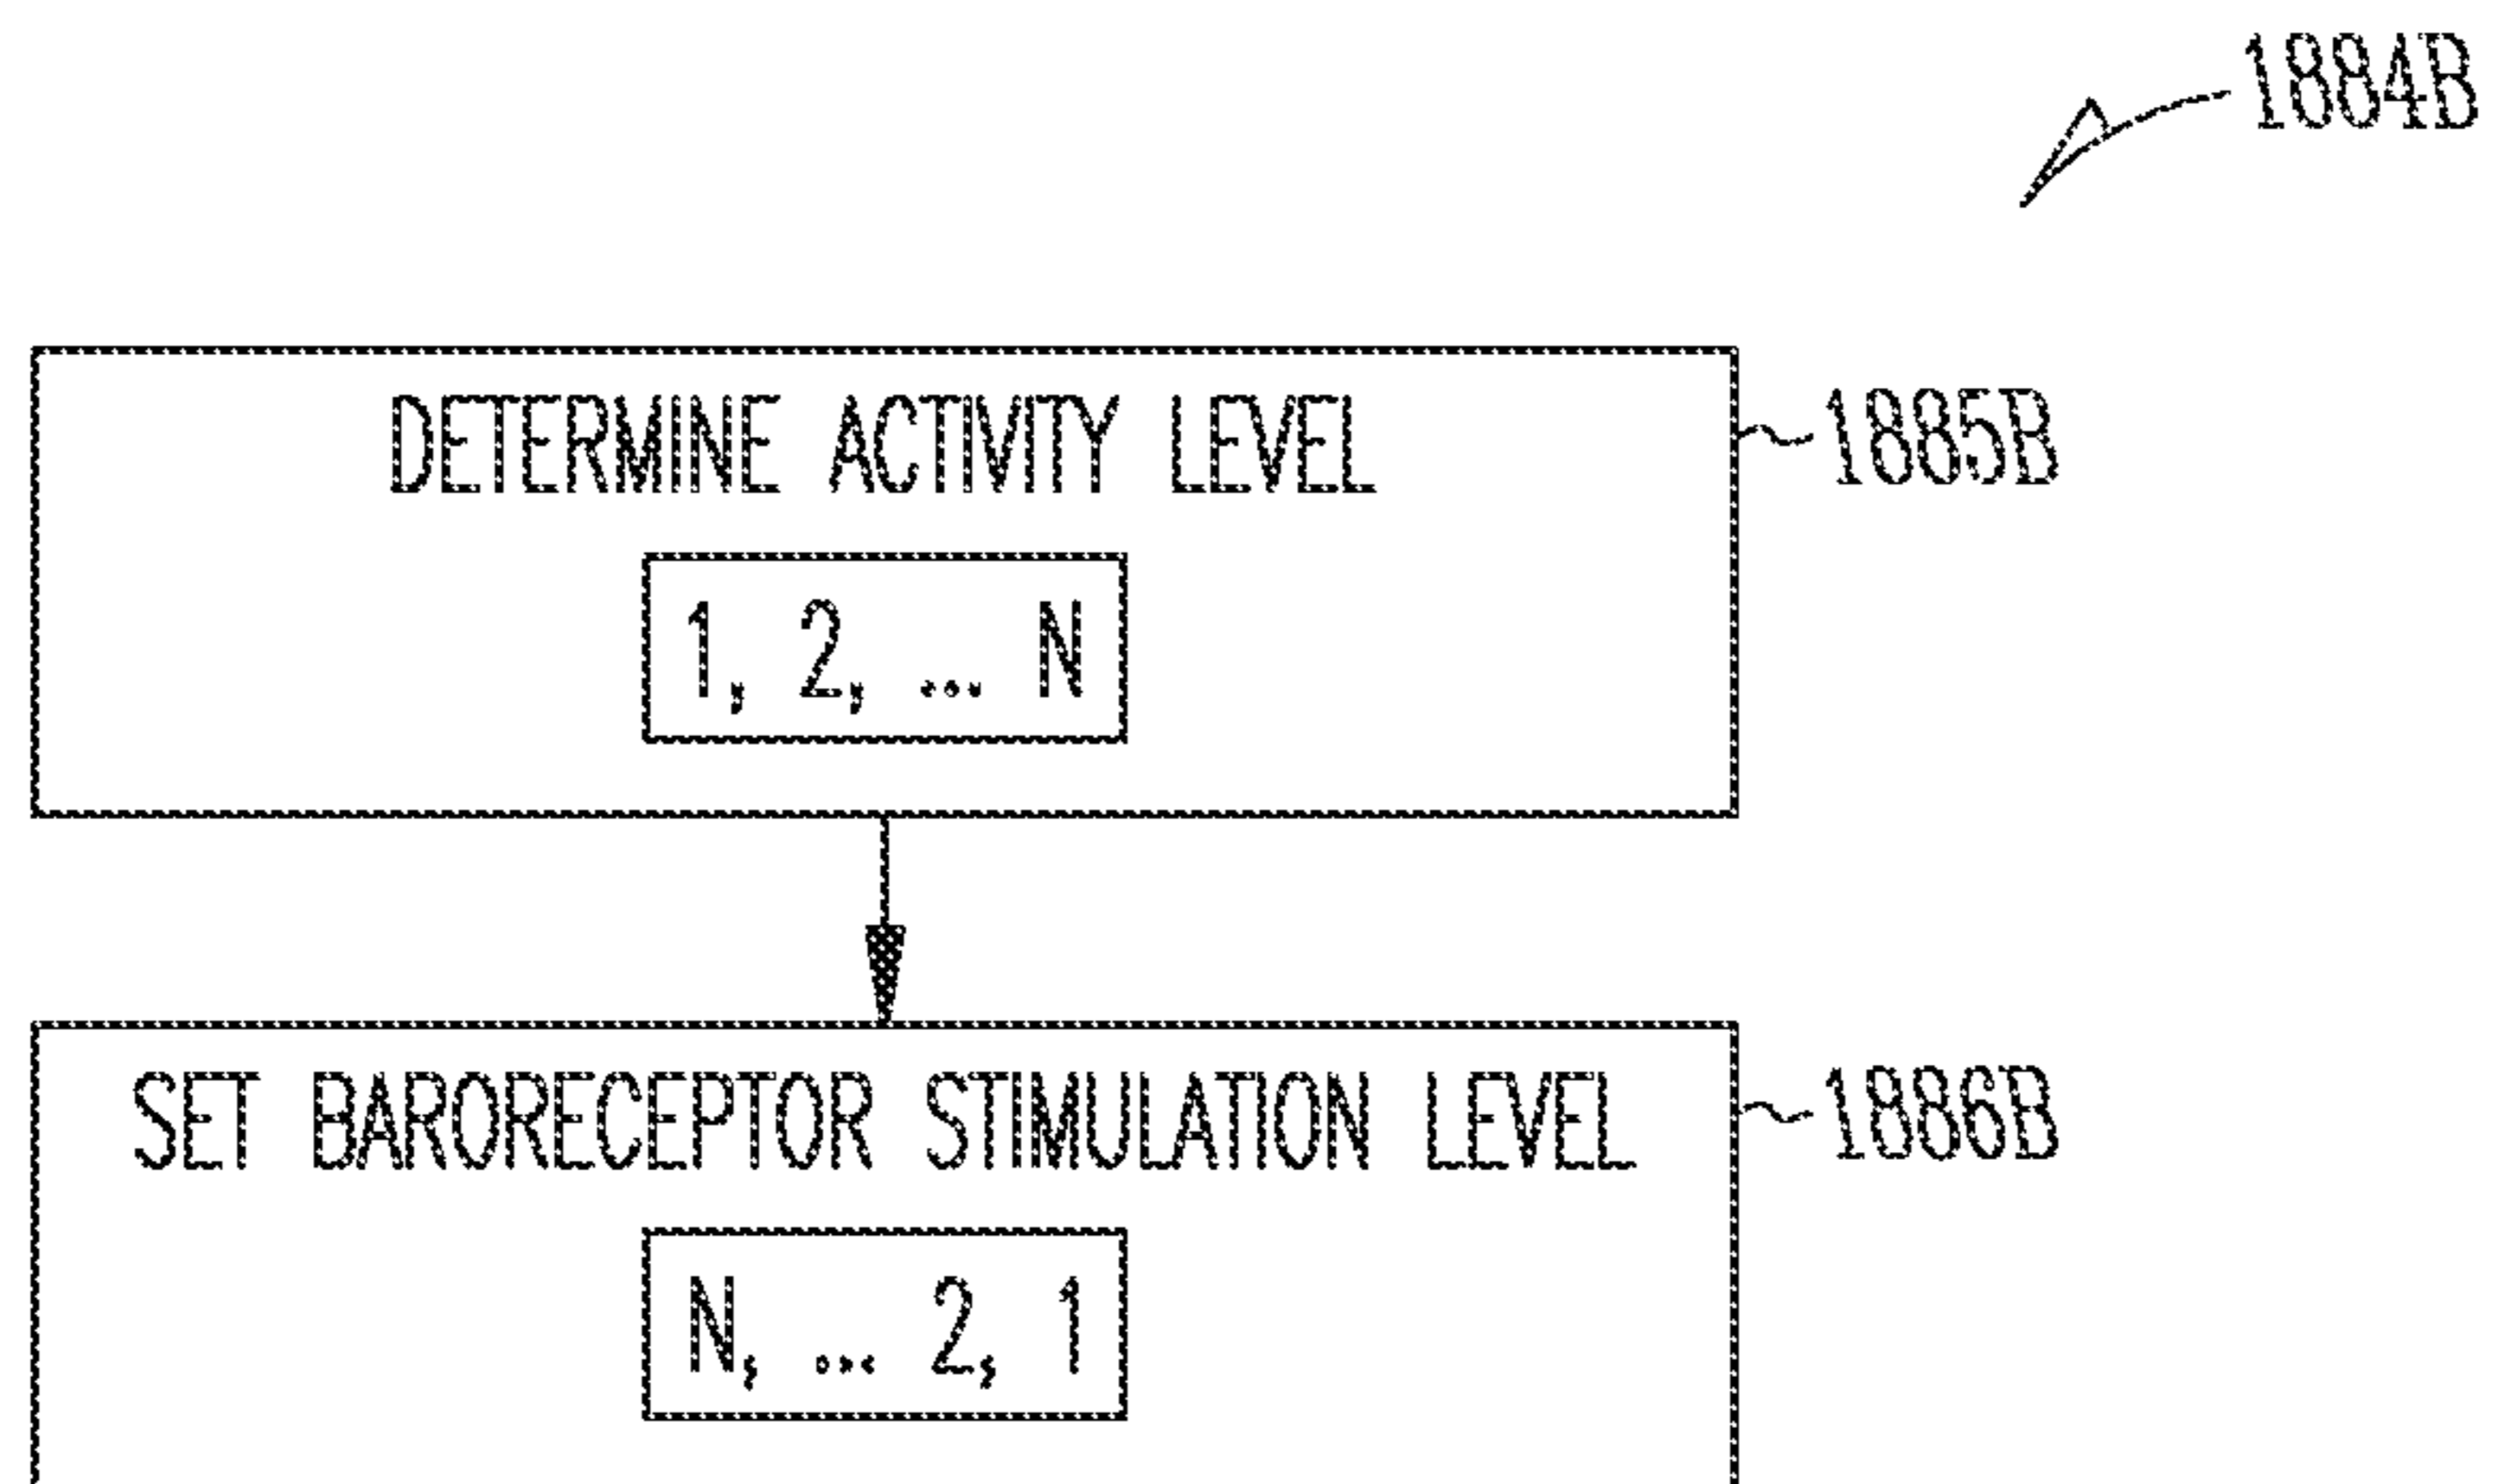 1884B
DETERMINE ACTIVITY LEVEL
1885B
1, 2, ... N
SET BARORECEPTOR STIMULATION LEVEL
1886B
N, ... 2, 1